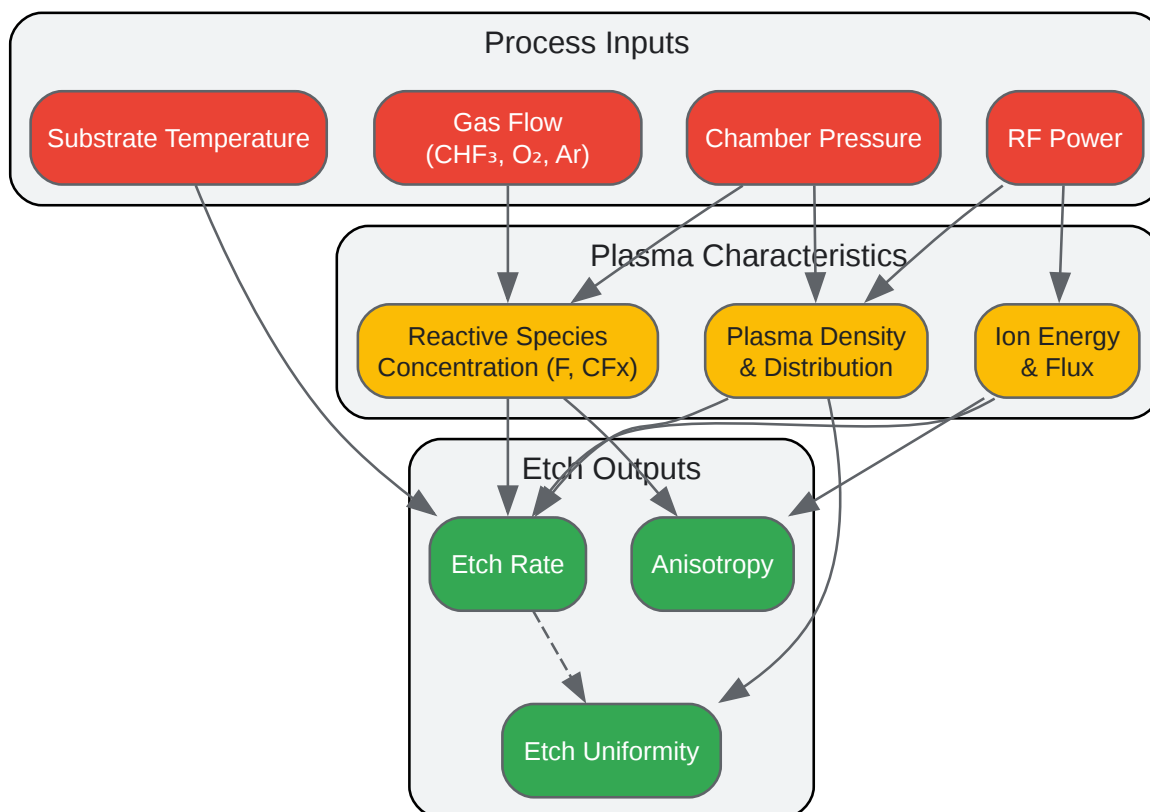 Process Inputs
Substrate Temperature
Gas Flow
(CHF₃, O₂, Ar)
Chamber Pressure
RF Power
Plasma Characteristics
Reactive Species
Concentration (F, CFx)
Plasma Density
& Distribution
Ion Energy
& Flux
Etch Outputs
Etch Rate
Anisotropy
Etch Uniformity